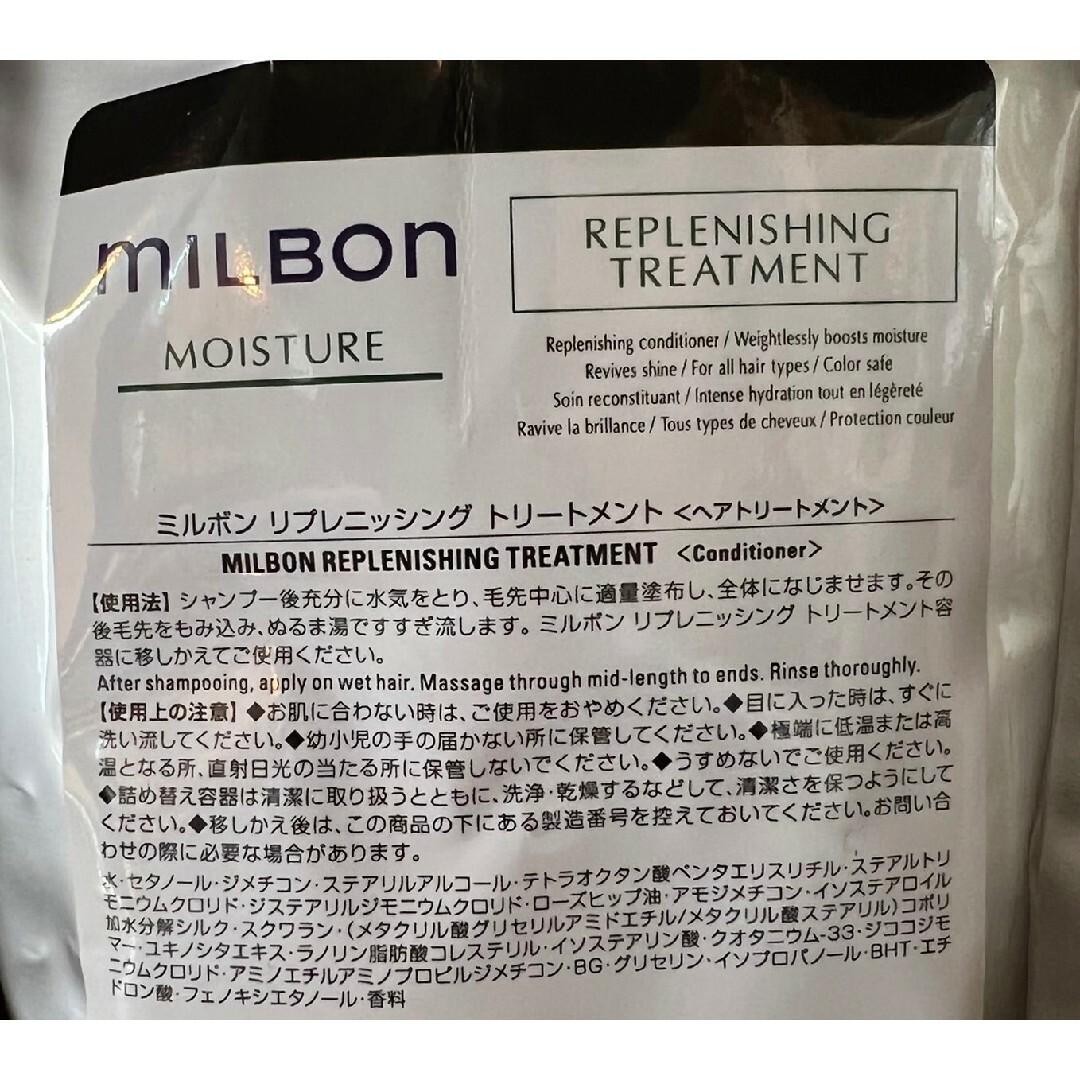 MILBON
MOISTURE
REPLENISHING
TREATMENT
Replenishing conditioner / Weightlessly boosts moisture
Revives shine / For all hair types / Color safe
Soin reconstituant / Intense hydration tout en légèreté
Ravive la brillance / Tous types de cheveux / Protection couleur
ミルボン リプレニッシング トリートメント <ヘアトリートメント>
MILBON REPLENISHING TREATMENT <Conditioner>
【使用法】シャンプー後充分に水気をとり、毛先中心に適量塗布し、全体になじませます。その
後毛先をもみ込み、ぬるま湯ですすぎ流します。ミルボン リプレニッシング トリートメント容
器に移しかえてご使用ください。
After shampooing, apply on wet hair. Massage through mid-length to ends. Rinse thoroughly.
【使用上の注意】◆お肌に合わない時は、ご使用をおやめください。◆目に入った時は、すぐに
洗い流してください。◆幼小児の手の届かない所に保管してください。◆極端に低温または高
温となる所、直射日光の当たる所に保管しないでください。◆うすめないでご使用ください。
◆詰め替え容器は清潔に取り扱うとともに、洗浄・乾燥するなどして、清潔さを保つようにして
ください。◆移しかえ後は、この商品の下にある製造番号を控えておいてください。お問い合
わせの際に必要な場合があります。
水・セタノール・ジメチコン・ステアリルアルコール・テトラオクタン酸ペンタエリスリチル・ステアルトリ
モニウムクロリド・ジステアリルジモニウムクロリド・ローズヒップ油・アモジメチコン・イソステアロイル
加水分解シルク・スクワラン・(メタクリル酸グリセリルアミドエチル/メタクリル酸ステアリル)コポリ
マー・ユキノシタエキス・ラノリン脂肪酸コレステリル・イソステアリン酸・クオタニウム-33・ジココジモ
ニウムクロリド・アミノエチルアミノプロピルジメチコン・BG・グリセリン・イソプロパノール・BHT・エチ
ドロン酸・フェノキシエタノール・香料